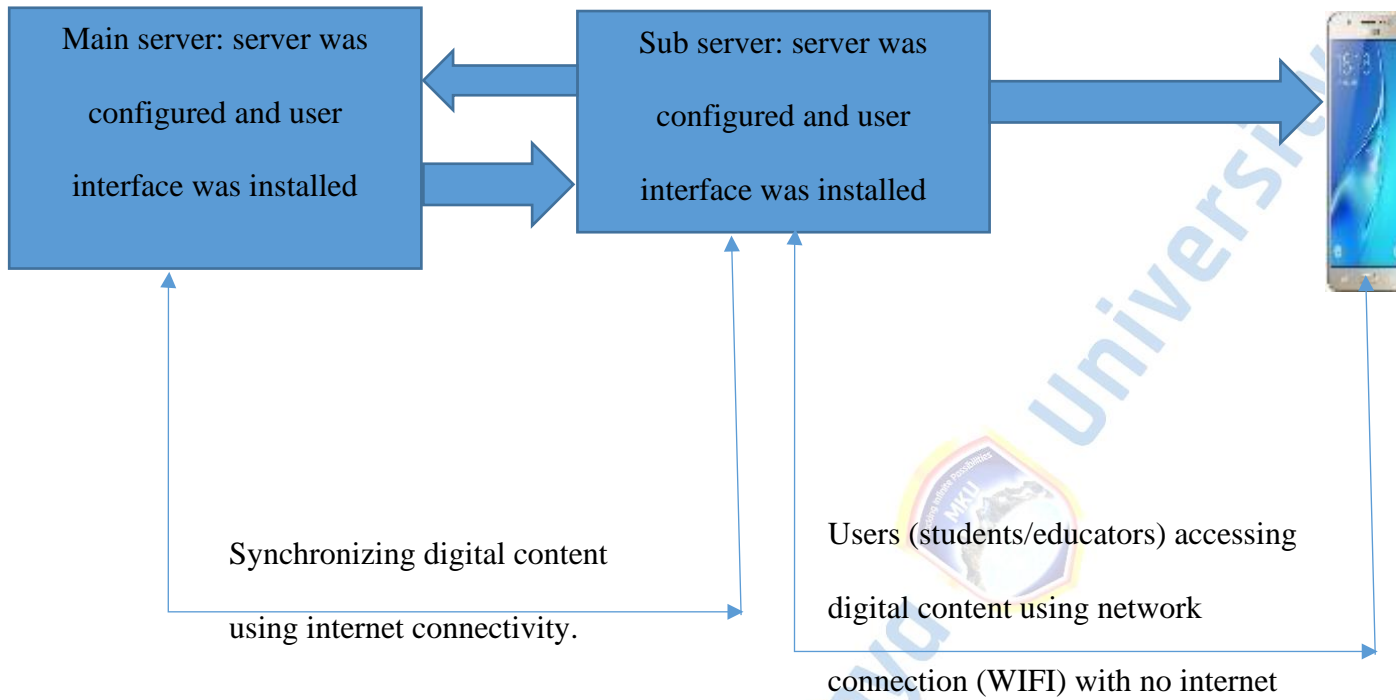 Main server: server was
configured and user
interface was installed
Sub server: server was
configured and user
interface was installed
Synchronizing digital content
using internet connectivity.
Users (students/educators) accessing
digital content using network
connection (WIFI) with no internet
University
MKU